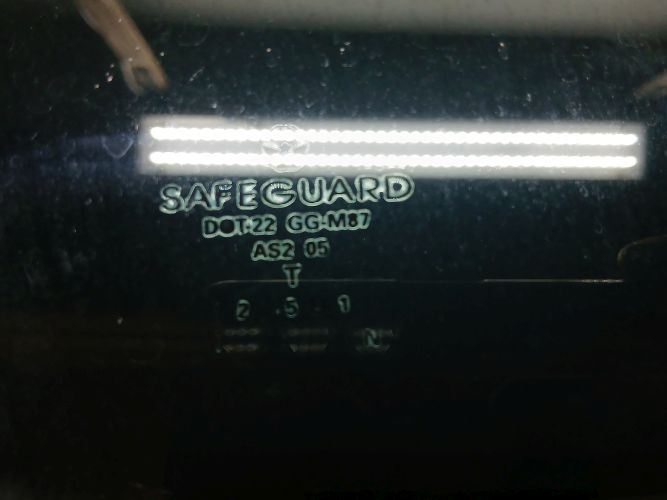 SAFEGUARD
DOT-22 GG-M87
AS2 05
T
2 5 1
N